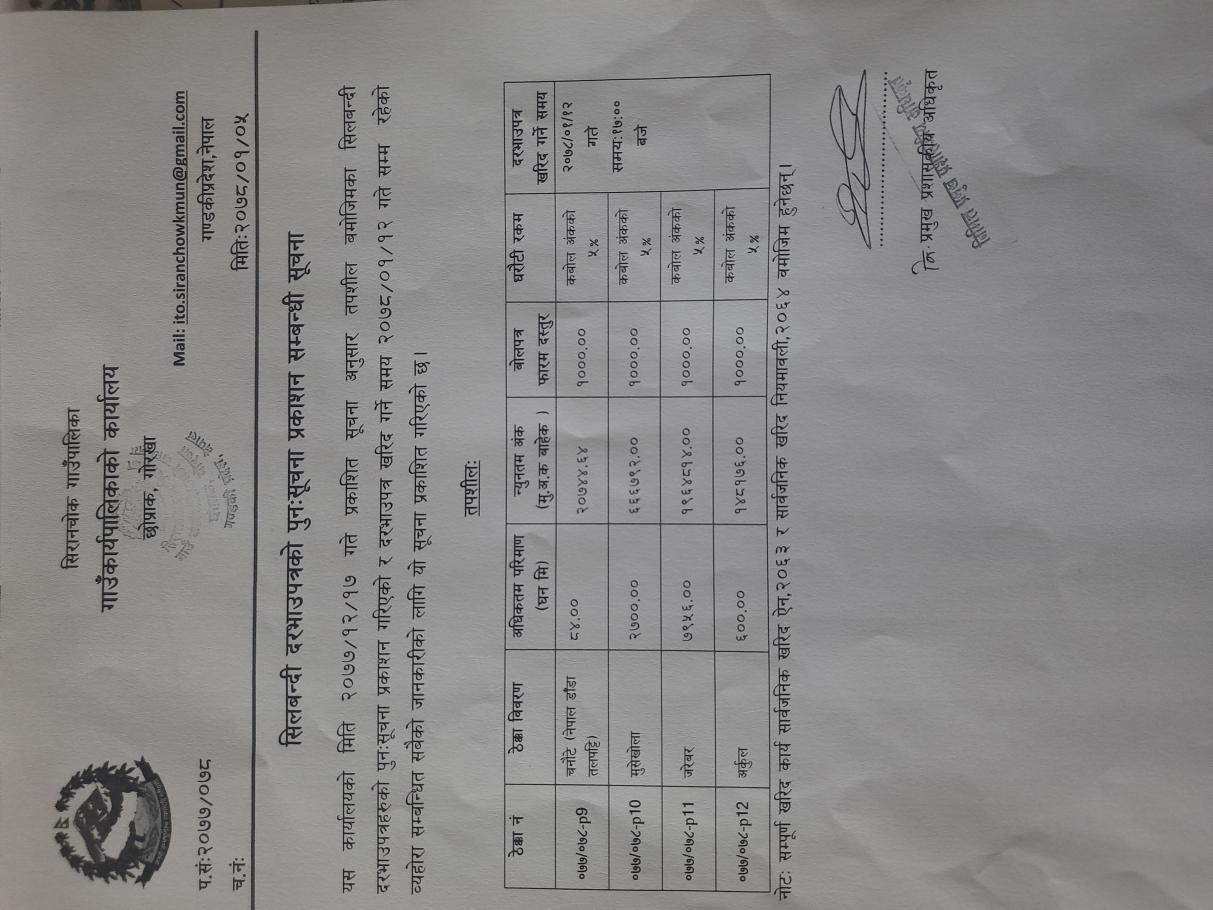 सिरानचोक गाउँपालिका
गाउँकार्यपालिकाको कार्यालय
छोप्राक, गोरखा
Mail: ito.siranchowkmun@gmail.com
गण्डकीप्रदेश,नेपाल
प.सं:२०७७/०७८
मिति:२०७८/०१/०५
च.नं:
सिलबन्दी दरभाउपत्रको पुन:सूचना प्रकाशन सम्बन्धी सूचना
यस कार्यालयको मिति २०७७/१२/१७ गते प्रकाशित सूचना अनुसार तपशील बमोजिमका सिलबन्दी
दरभाउपत्रहरुको पुन:सूचना प्रकाशन गरिएको र दरभाउपत्र खरिद गर्ने समय २०७८/०१/१२ गते सम्म रहेको
व्यहोरा सम्बन्धित सबैको जानकारीको लागि यो सूचना प्रकाशित गरिएको छ।
तपशील:
ठेक्का नं ठेक्का विवरण अधिकतम परिमाण (घन मि) न्युनतम अंक (मु.अ.क बाहेक ) बोलपत्र फारम दस्तुर धरौटी रकम दरभाउपत्र खरिद गर्ने समय
०७७/०७८-p9 चनौटे (नेपाल डाँडा तलपट्टि) ८४.०० २०७४४.६४ १०००.०० कबोल अंकको ५% २०७८/०१/१२ गते समय:१७:०० बजे
०७७/०७८-p10 मुसेखोला २७००.०० ६६६७९२.०० १०००.०० कबोल अंकको ५%
०७७/०७८-p11 जरेबर ७९५६.०० १९६४८१४.०० १०००.०० कबोल अंकको ५%
०७७/०७८-p12 अर्कुल ६००.०० १४८१७६.०० १०००.०० कबोल अंकको ५%
नोट: सम्पूर्ण खरिद कार्य सार्वजनिक खरिद ऐन,२०६३ र सार्वजनिक खरिद नियमावली,२०६४ बमोजिम हुनेछन्।
नि. प्रमुख प्रशासकीय अधिकृत
निमित्त प्रमुख प्रशासकीय अधिकृत